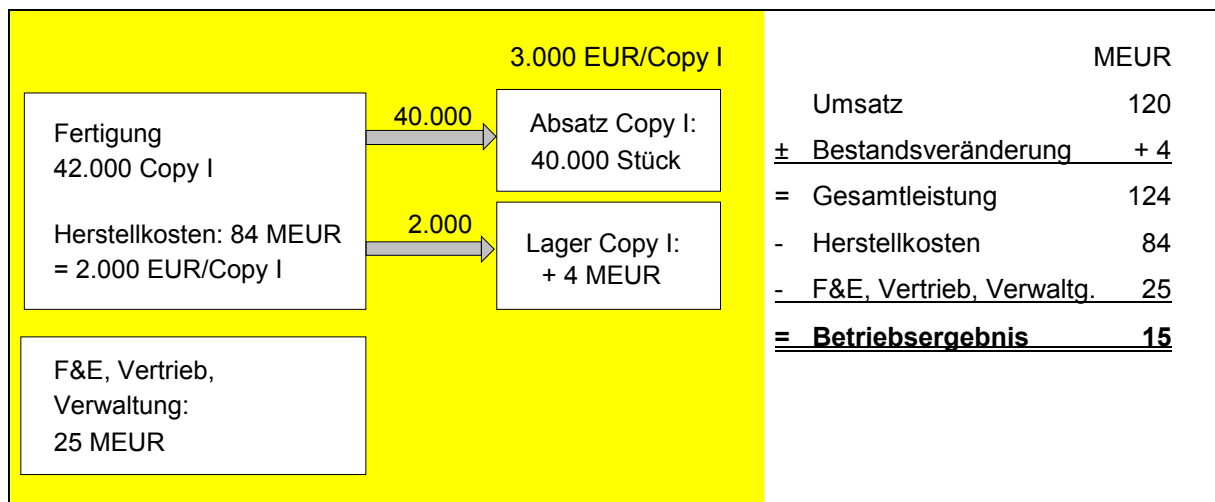 3.000 EUR/Copy I
Fertigung
42.000 Copy I
Herstellkosten: 84 MEUR
= 2.000 EUR/Copy I
40.000
Absatz Copy I:
40.000 Stück
2.000
Lager Copy I:
+ 4 MEUR
F&E, Vertrieb,
Verwaltung:
25 MEUR
MEUR
Umsatz 120
± Bestandsveränderung + 4
= Gesamtleistung 124
- Herstellkosten 84
- F&E, Vertrieb, Verwaltg. 25
= Betriebsergebnis 15